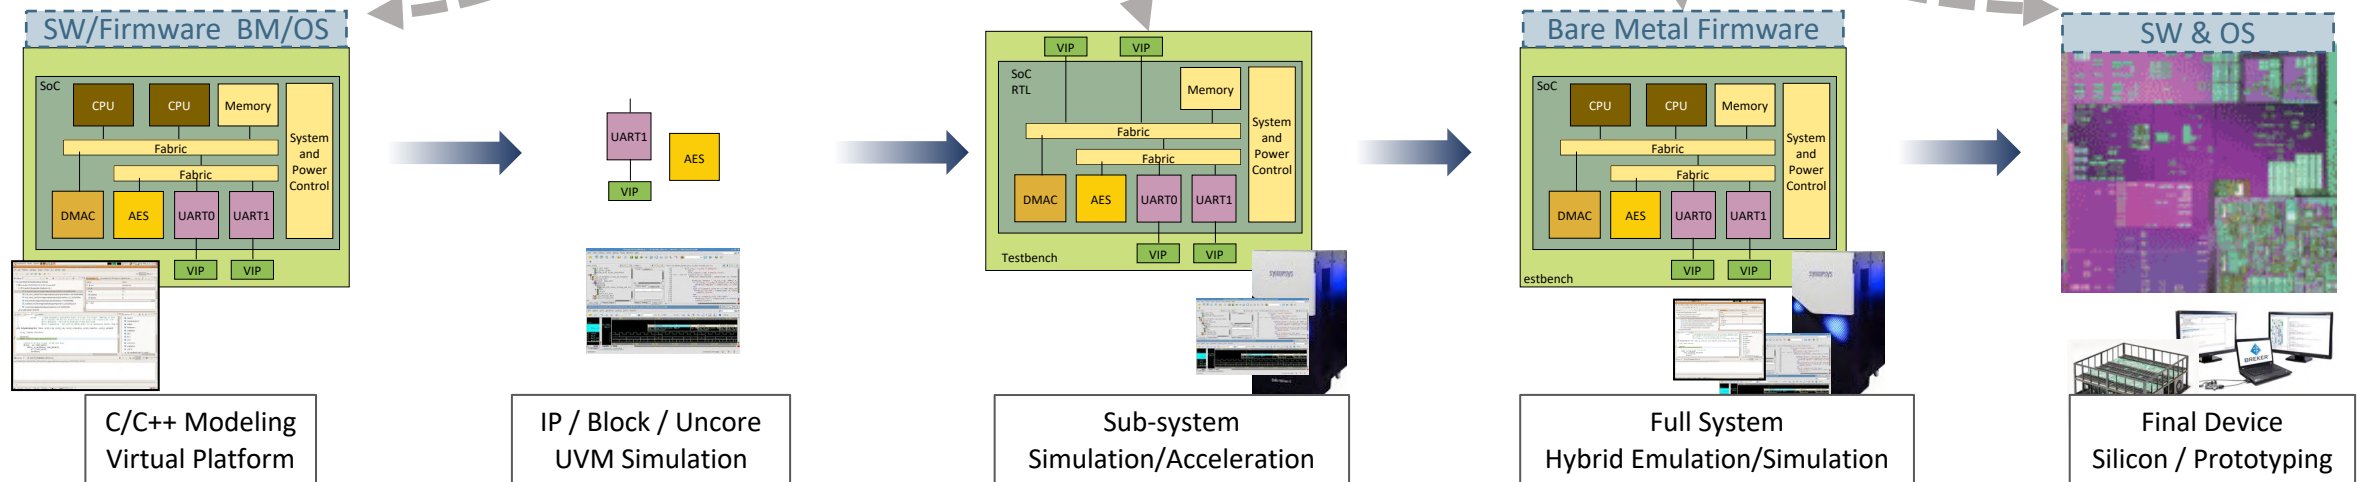 SW/Firmware BM/OS
SoC
CPU
CPU
Memory
Fabric
Fabric
System
and
Power
Control
DMAC
AES
UART0
UART1
VIP
VIP
C/C++ Modeling
Virtual Platform
UART1
AES
VIP
IP / Block / Uncore
UVM Simulation
VIP
VIP
SoC
RTL
Memory
Fabric
Fabric
System
and
Power
Control
DMAC
AES
UART0
UART1
VIP
VIP
Testbench
SYNOPSYS
Sub-system
Simulation/Acceleration
Bare Metal Firmware
SoC
CPU
CPU
Memory
Fabric
Fabric
System
and
Power
Control
DMAC
AES
UART0
UART1
VIP
VIP
estbench
SYNOPSYS
Full System
Hybrid Emulation/Simulation
SW & OS
BREKER
Final Device
Silicon / Prototyping